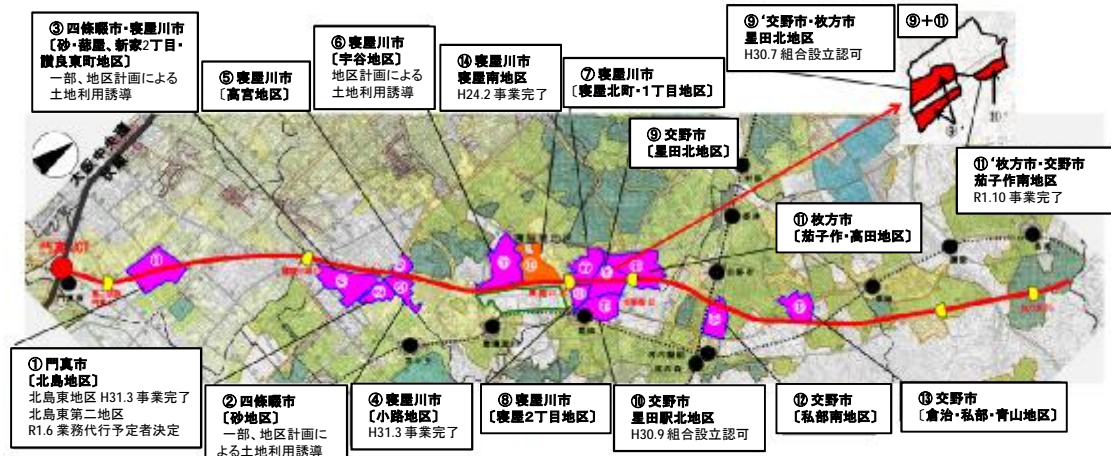 ③ 四條畷市・寝屋川市
〔砂・蔀屋、新家2丁目・
讃良東町地区〕
一部、地区計画による
土地利用誘導
⑤ 寝屋川市
〔高宮地区〕
⑥ 寝屋川市
〔宇谷地区〕
地区計画による
土地利用誘導
⑭ 寝屋川市
寝屋南地区
H24.2 事業完了
⑦ 寝屋川市
〔寝屋北町・1丁目地区〕
⑨ 交野市
〔星田北地区〕
⑨ ‘交野市・枚方市
星田北地区
H30.7 組合設立認可
⑨+⑪
⑪ ‘枚方市・交野市
茄子作南地区
R1.10 事業完了
⑪ 枚方市
〔茄子作・高田地区〕
門真JCT
① 門真市
〔北島地区〕
北島東地区 H31.3 事業完了
北島東第二地区
R1.6 業務代行予定者決定
② 四條畷市
〔砂地区〕
一部、地区計画に
よる土地利用誘導
④ 寝屋川市
〔小路地区〕
H31.3 事業完了
⑧ 寝屋川市
〔寝屋2丁目地区〕
⑩ 交野市
星田駅北地区
H30.9 組合設立認可
⑫ 交野市
〔私部南地区〕
⑬ 交野市
〔倉治・私部・青山地区〕